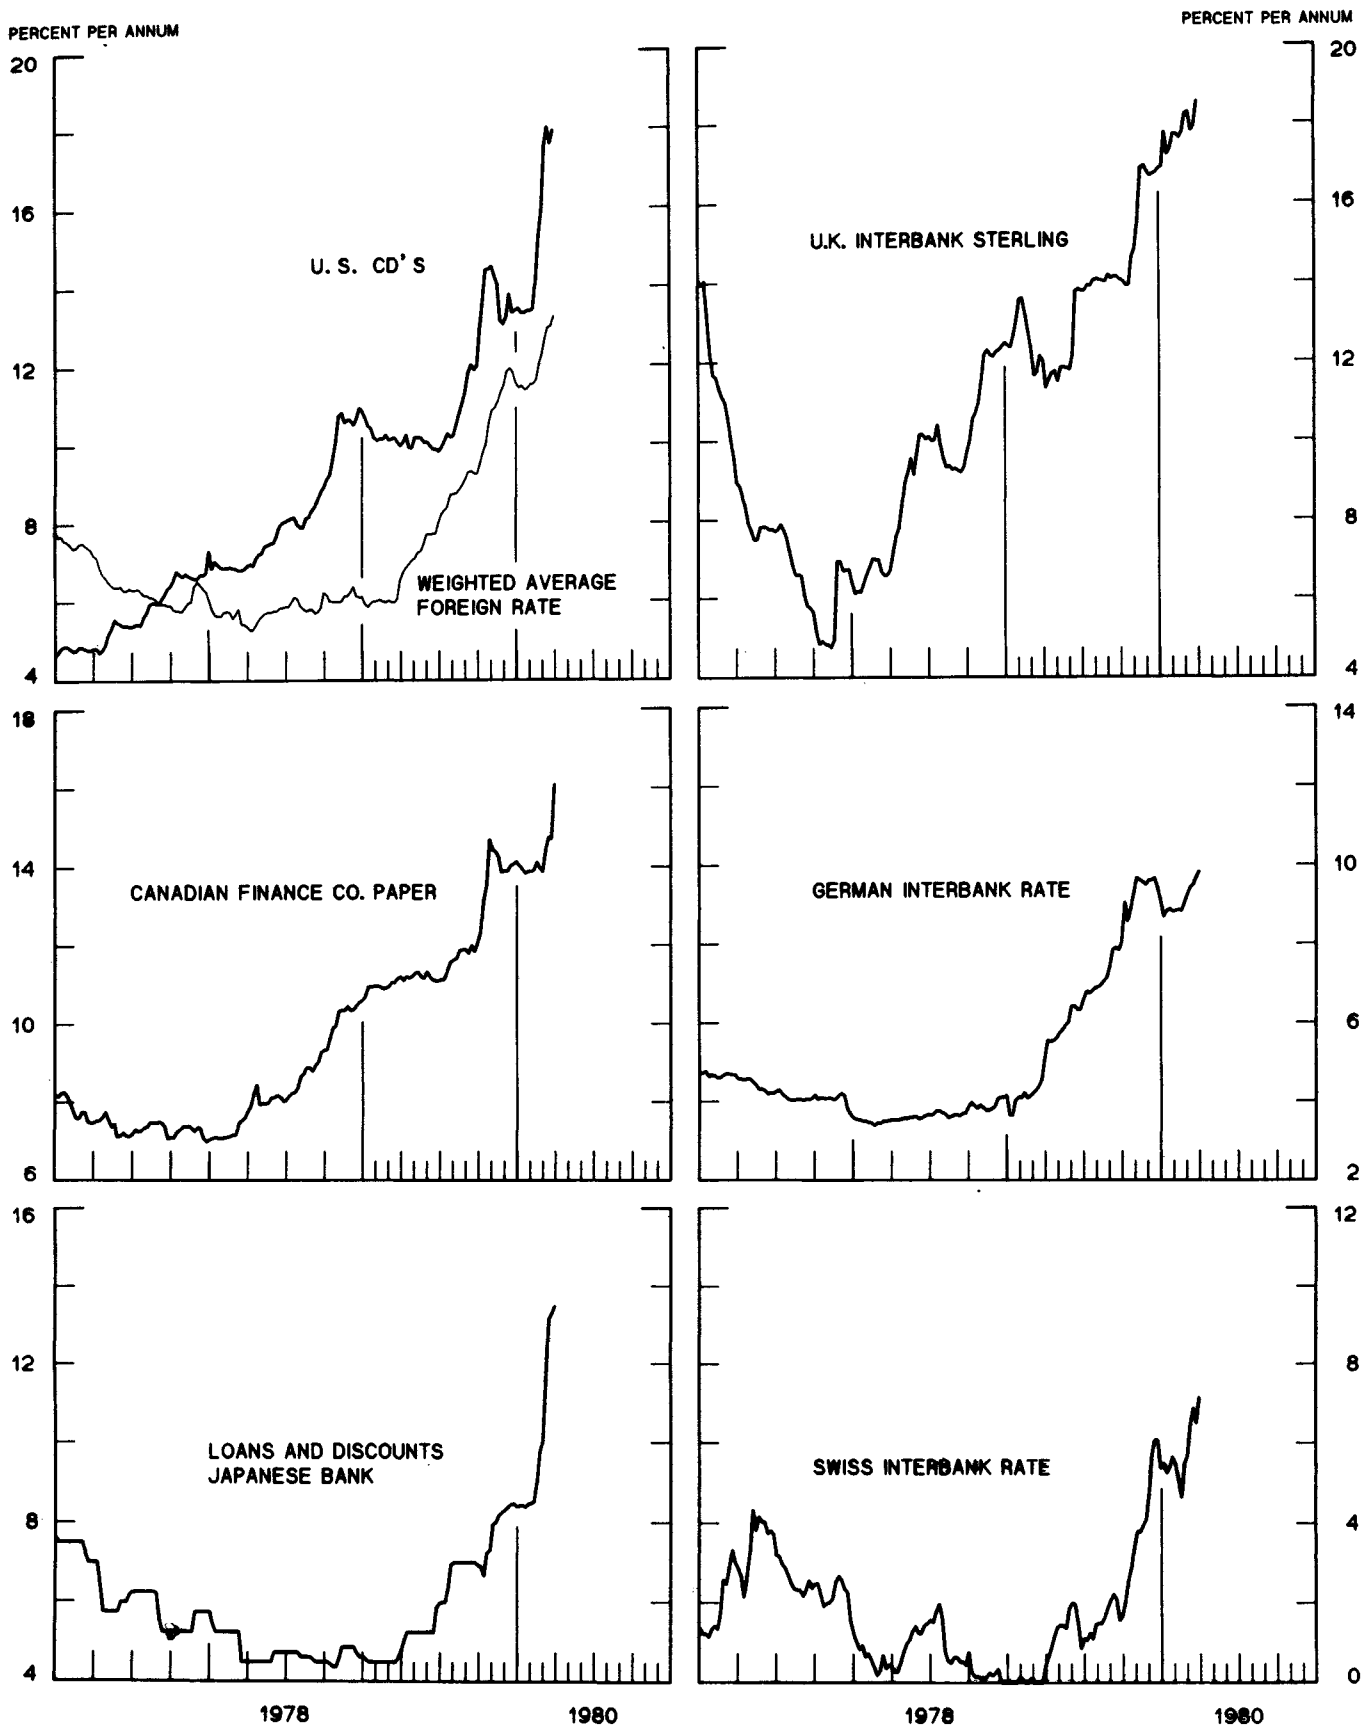 PERCENT PER ANNUM
PERCENT PER ANNUM
20
16
12
8
4
U. S. CD'S
WEIGHTED AVERAGE
FOREIGN RATE
20
16
12
8
4
U.K. INTERBANK STERLING
18
14
10
6
CANADIAN FINANCE CO. PAPER
14
10
6
2
GERMAN INTERBANK RATE
16
12
8
4
LOANS AND DISCOUNTS
JAPANESE BANK
12
8
4
0
SWISS INTERBANK RATE
1978
1980
1978
1980